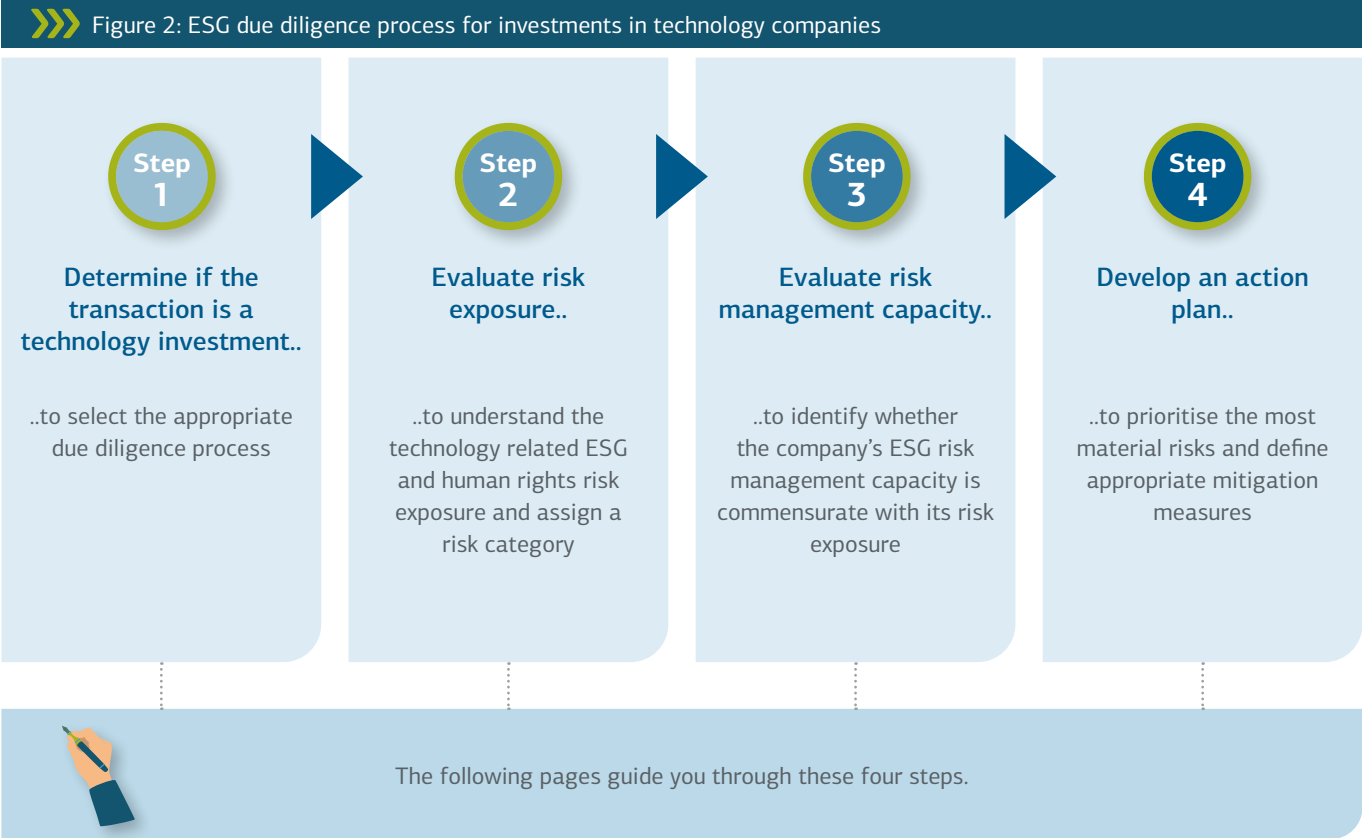 Figure 2: ESG due diligence process for investments in technology companies
Step
1
Determine if the
transaction is a
technology investment..
..to select the appropriate
due diligence process
Step
2
Evaluate risk
exposure..
..to understand the
technology related ESG
and human rights risk
exposure and assign a
risk category
Step
3
Evaluate risk
management capacity..
..to identify whether
the company's ESG risk
management capacity is
commensurate with its risk
exposure
Step
4
Develop an action
plan..
..to prioritise the most
material risks and define
appropriate mitigation
measures
The following pages guide you through these four steps.